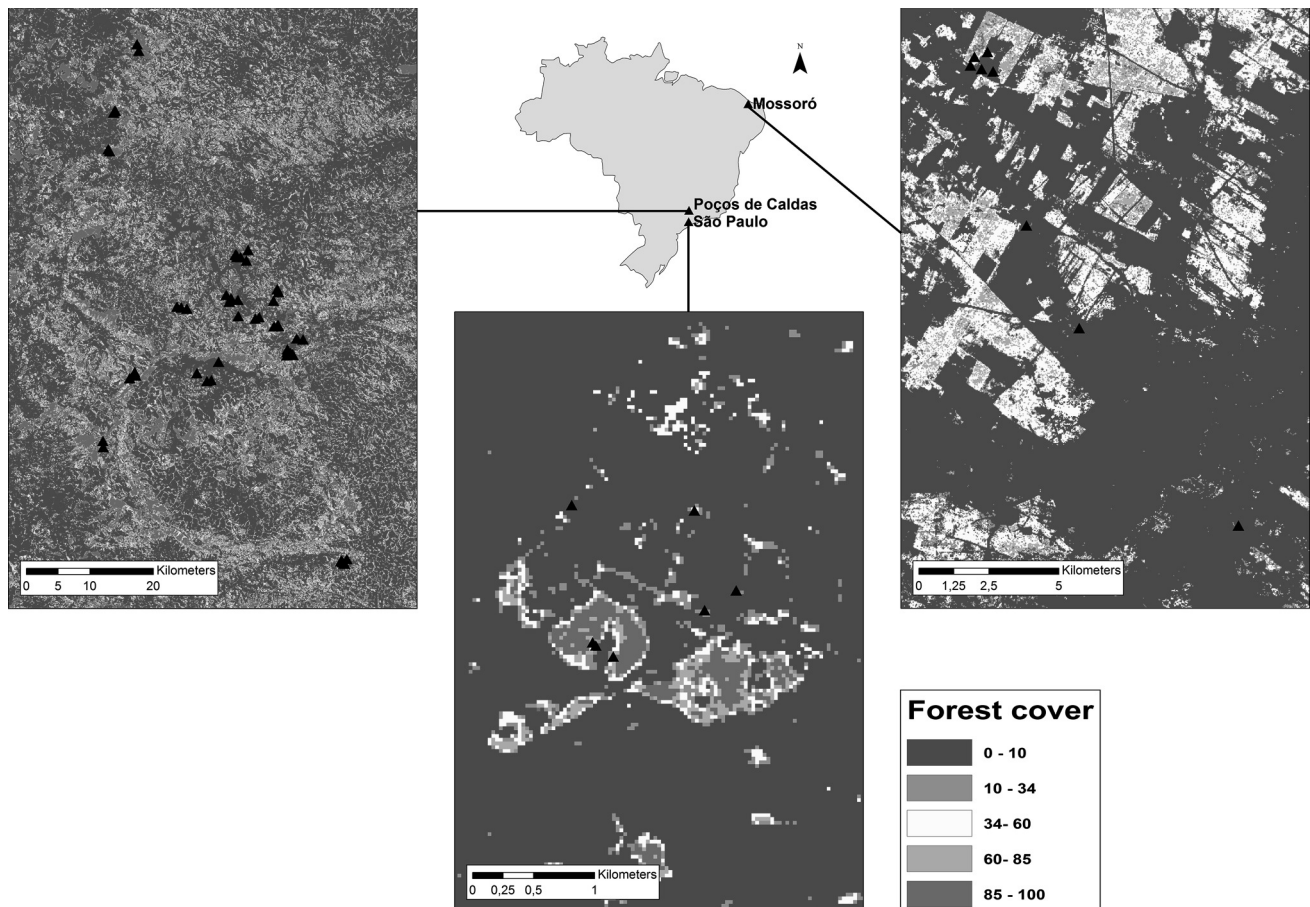 N
Mossoró
Poços de Caldas
São Paulo
Kilometers
0 5 10 20
Kilometers
0 1,25 2,5 5
Kilometers
0 0,25 0,5 1
Forest cover
0 - 10
10 - 34
34- 60
60- 85
85 - 100